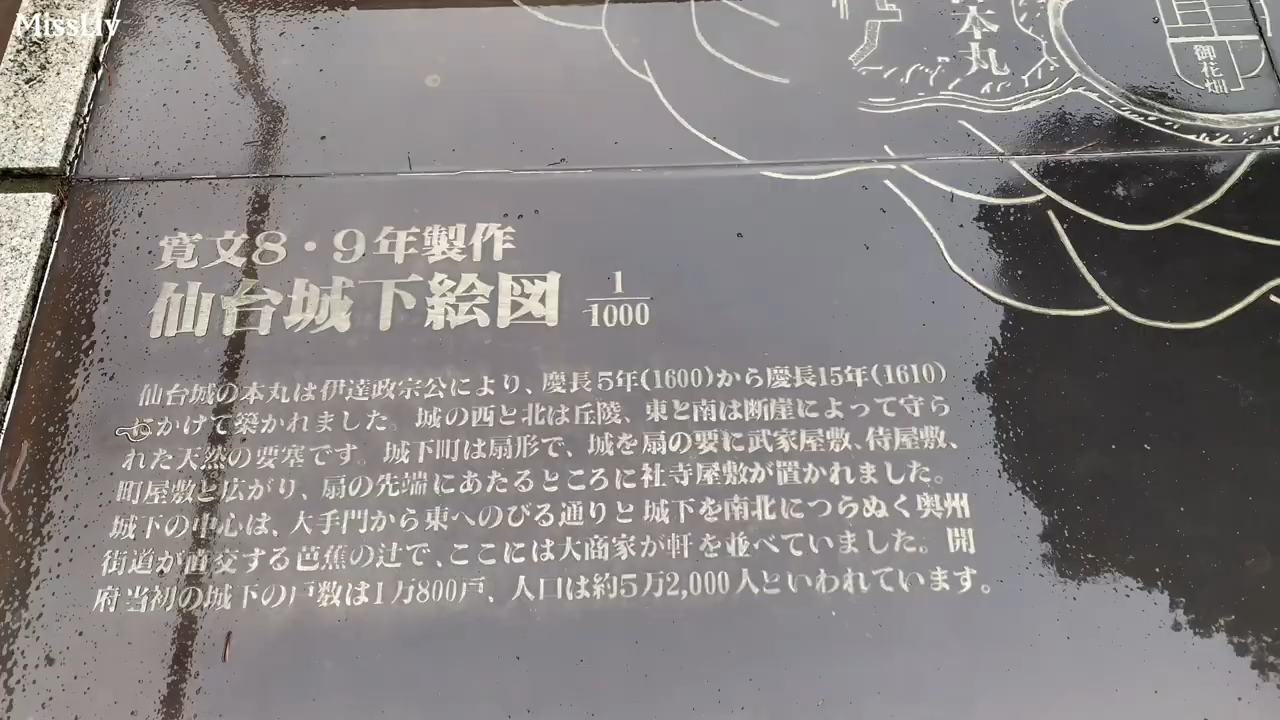 MissLiy
本丸
御花畑
寛文8・9年製作
仙台城下絵図 1/1000
仙台城の本丸は伊達政宗公により、慶長5年(1600)から慶長15年(1610)
にかけて築かれました。城の西と北は丘陵、東と南は断崖によって守ら
れた天然の要塞です。城下町は扇形で、城を扇の要に武家屋敷、侍屋敷、
町屋敷と広がり、扇の先端にあたるところに社寺屋敷が置かれました。
城下の中心は、大手門から東へのびる通りと城下を南北につらぬく奥州
街道が直交する芭蕉の辻で、ここには大商家が軒を並べていました。開
府当初の城下の戸数は1万800戸、人口は約5万2,000人といわれています。